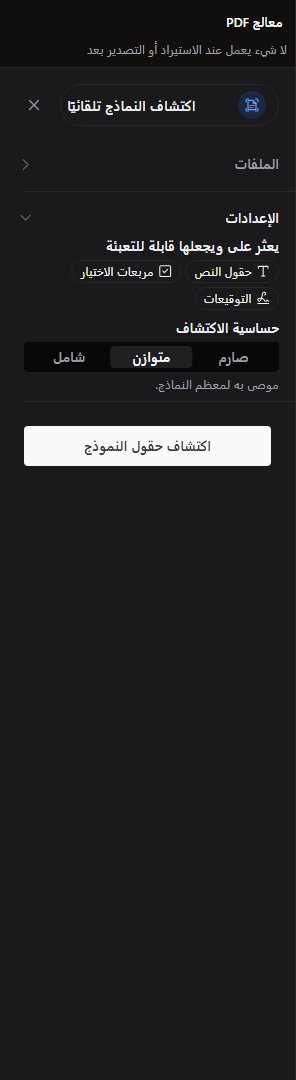 معالج PDF
لا شيء يعمل عند الاستيراد أو التصدير بعد
اكتشاف النماذج تلقائيًا
الملفات
الإعدادات
يعثر على ويجعلها قابلة للتعبئة
حقول النص
مربعات الاختيار
التوقيعات
حساسية الاكتشاف
صارم
متوازن
شامل
موصى به لمعظم النماذج.
اكتشاف حقول النموذج